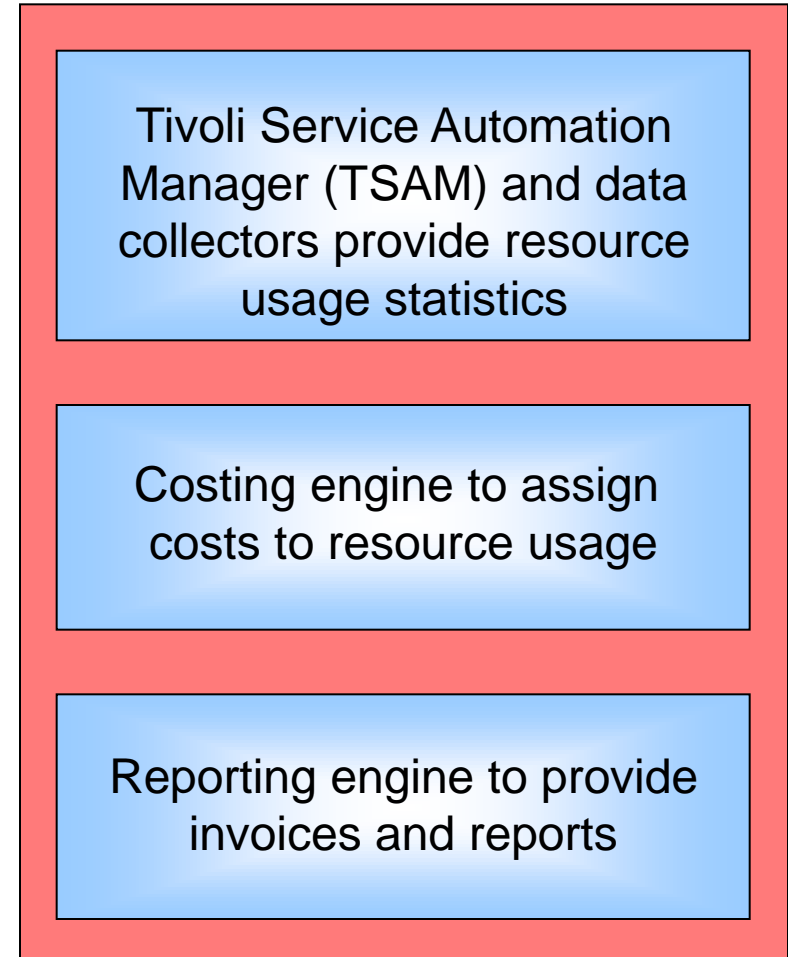 Tivoli Service Automation
Manager (TSAM) and data
collectors provide resource
usage statistics
Costing engine to assign
costs to resource usage
Reporting engine to provide
invoices and reports